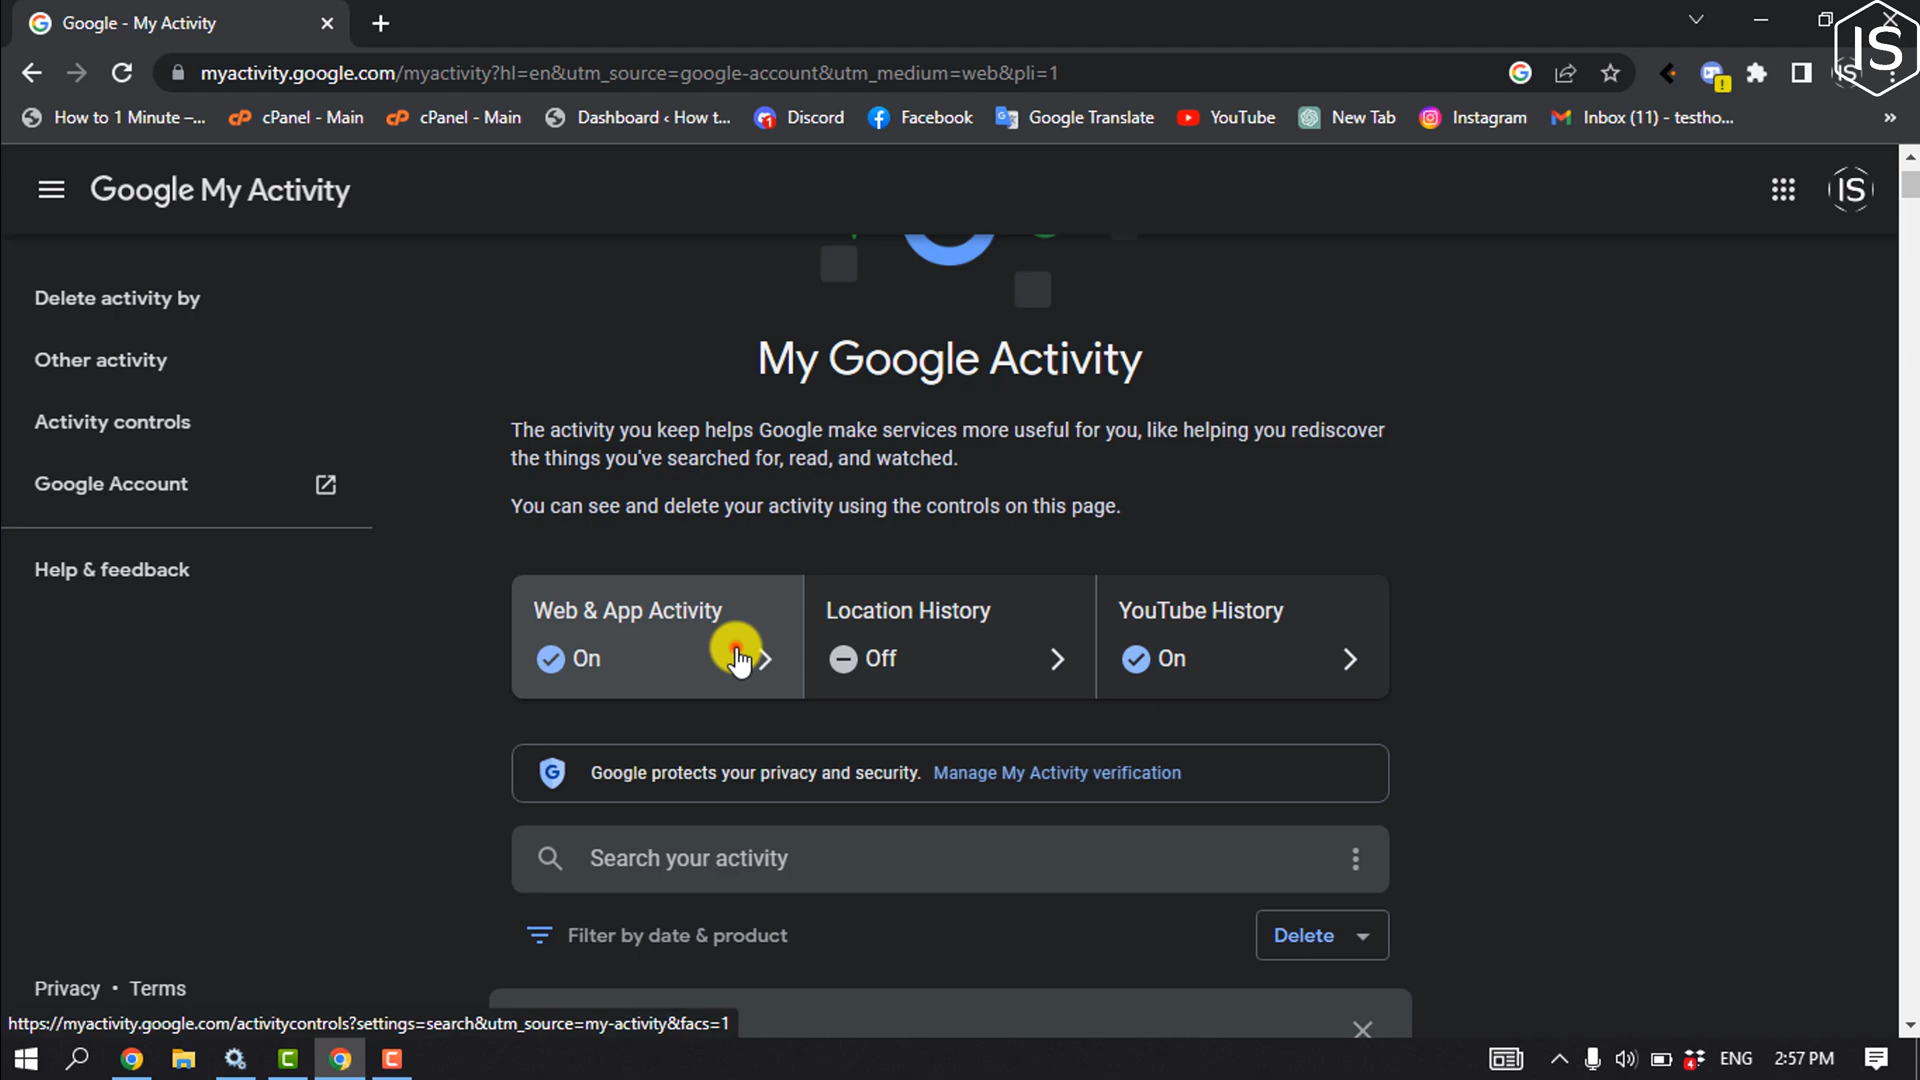 Google - My Activity
IS
myactivity.google.com/myactivity?hl=en&utm_source=google-account&utm_medium=web&pli=1
IS
How to 1 Minute –... cPanel - Main cPanel - Main Dashboard ‹ How t... Discord Facebook Google Translate YouTube New Tab Instagram Inbox (11) - testho... »
Google My Activity
IS
Delete activity by
Other activity
Activity controls
Google Account
Help & feedback
My Google Activity
The activity you keep helps Google make services more useful for you, like helping you rediscover
the things you've searched for, read, and watched.
You can see and delete your activity using the controls on this page.
Web & App Activity
On
Location History
Off
YouTube History
On
Google protects your privacy and security. Manage My Activity verification
Search your activity
Filter by date & product
Delete
Privacy • Terms
https://myactivity.google.com/activitycontrols?settings=search&utm_source=my-activity&facs=1
ENG 2:57 PM